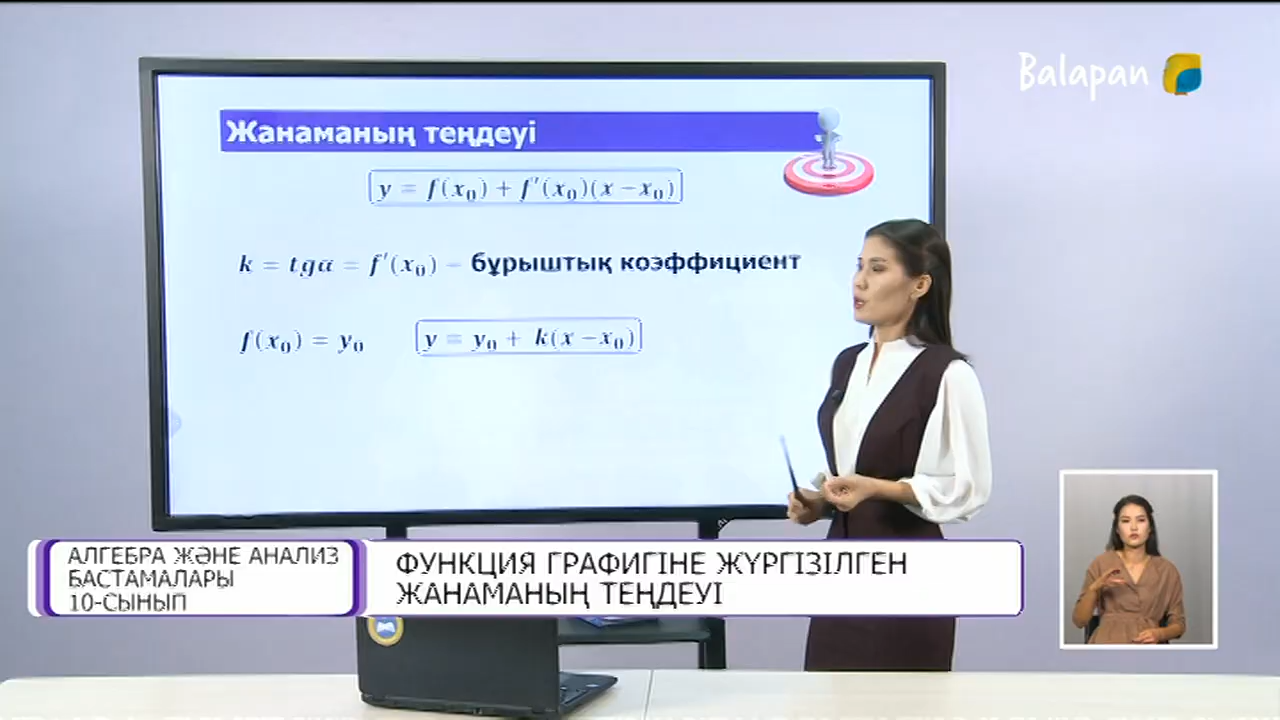 Balapan
Жанаманың теңдеуі
y = f(x₀) + f′(x₀)(x − x₀)
k = tgα = f′(x₀) – бұрыштық коэффициент
f(x₀) = y₀ y = y₀ + k(x − x₀)
АЛГЕБРА ЖӘНЕ АНАЛИЗ
БАСТАМАЛАРЫ
10-СЫНЫП
ФУНКЦИЯ ГРАФИГІНЕ ЖҮРГІЗІЛГЕН
ЖАНАМАНЫҢ ТЕҢДЕУІ